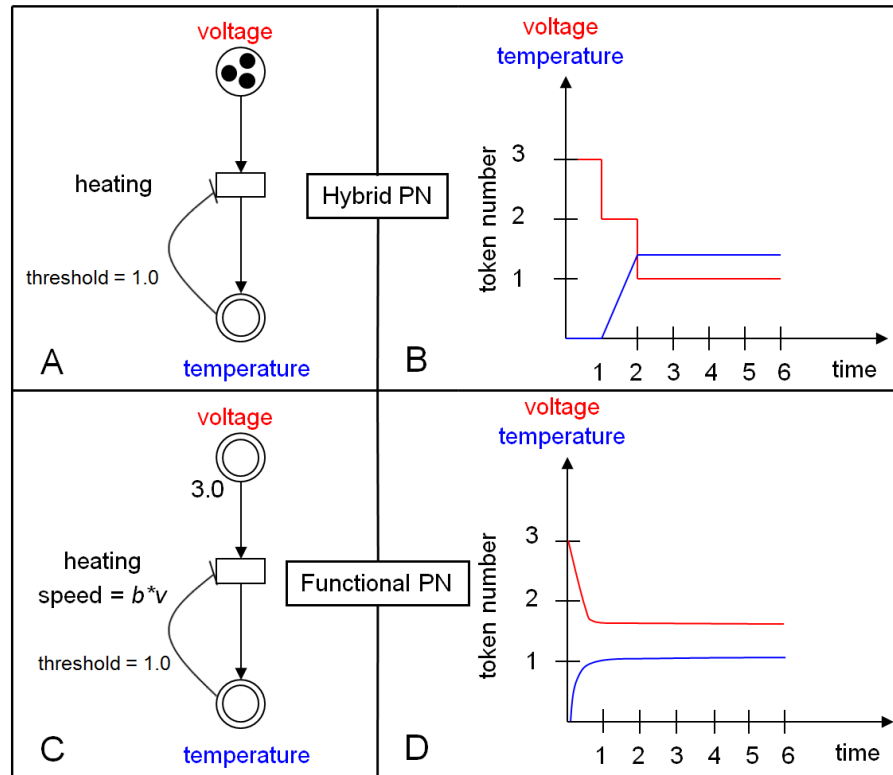 voltage
heating
threshold = 1.0
temperature
A
Hybrid PN
voltage
temperature
token number
3
2
1
1 2 3 4 5 6 time
B
voltage
3.0
heating
speed = b*v
threshold = 1.0
temperature
C
Functional PN
voltage
temperature
token number
3
2
1
1 2 3 4 5 6 time
D